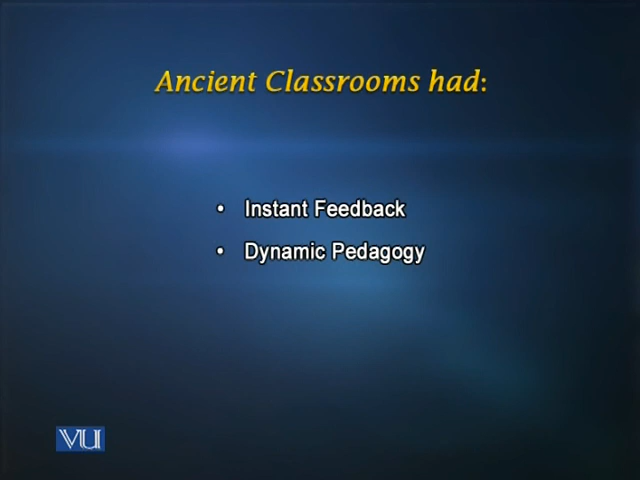 Ancient Classrooms had:
• Instant Feedback
• Dynamic Pedagogy
VU